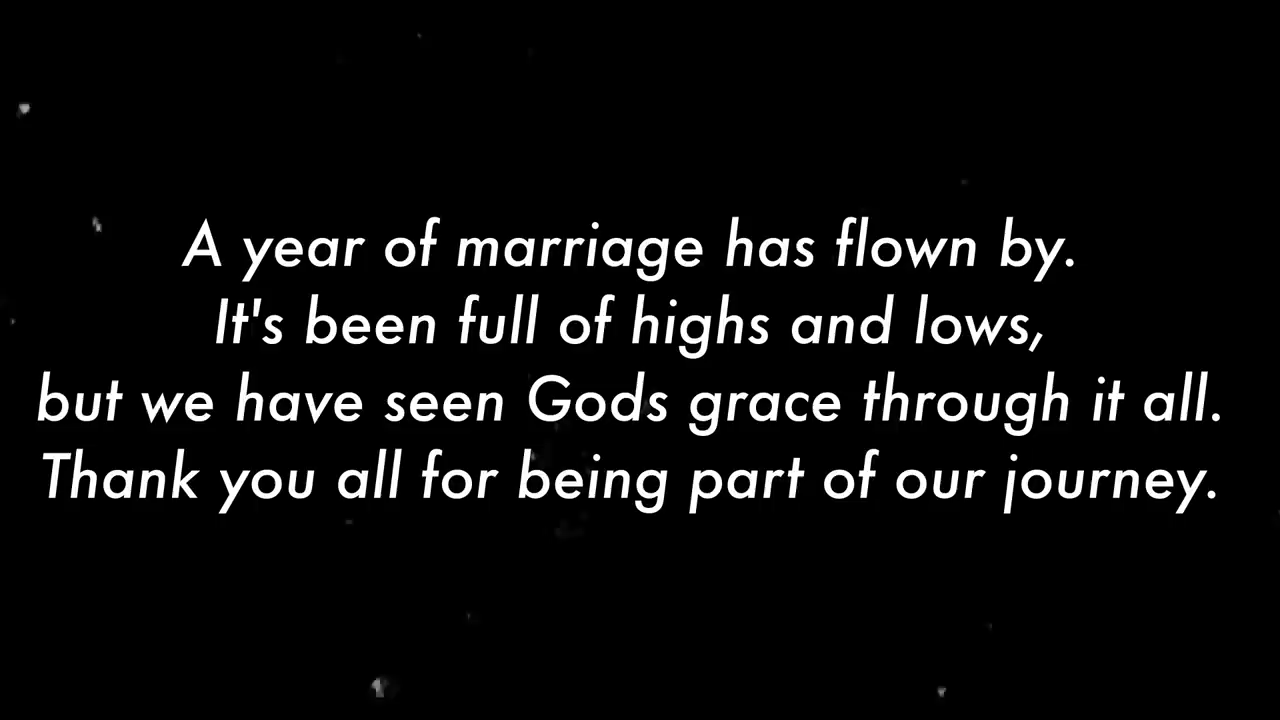 A year of marriage has flown by.
It's been full of highs and lows,
but we have seen Gods grace through it all.
Thank you all for being part of our journey.